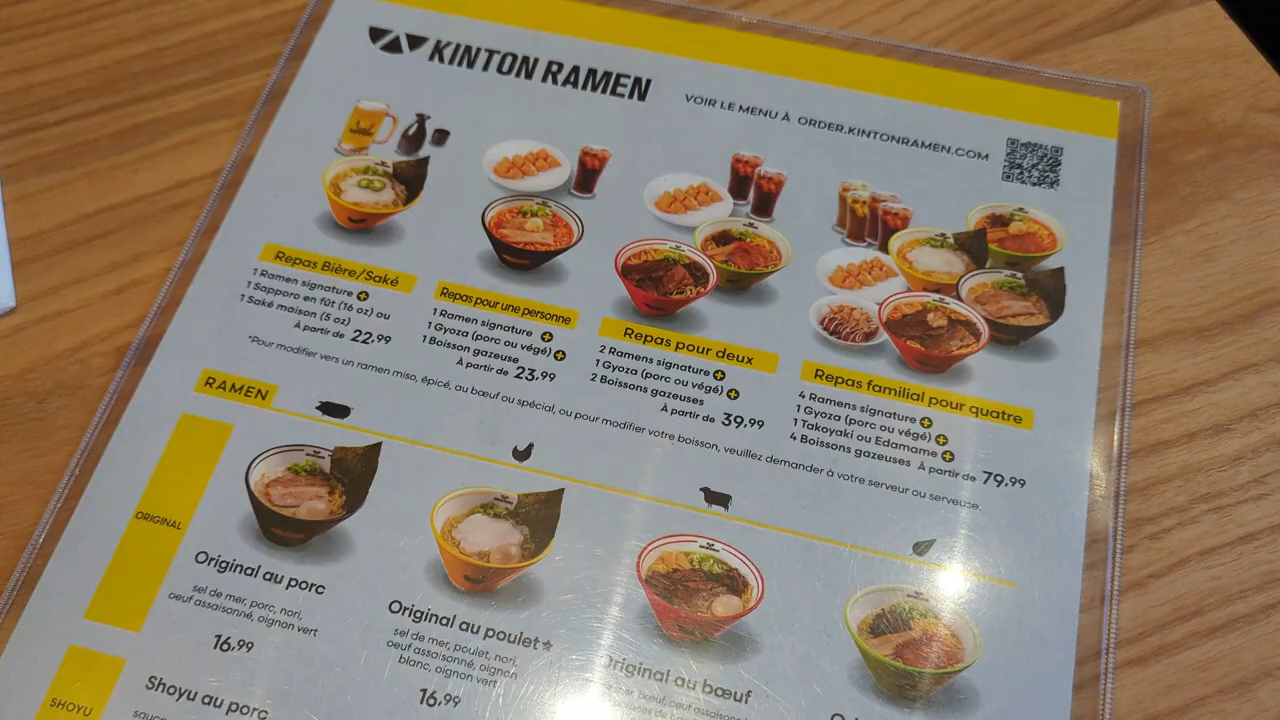 KINTON RAMEN
VOIR LE MENU À ORDER.KINTONRAMEN.COM
Repas Bière/Saké
1 Ramen signature
1 Sapporo en fût (16 oz) ou
1 Saké maison (5 oz)
À partir de 22,99
Repas pour une personne
1 Ramen signature
1 Gyoza (porc ou végé)
1 Boisson gazeuse
À partir de 23,99
Repas pour deux
2 Ramens signature
1 Gyoza (porc ou végé)
2 Boissons gazeuses
À partir de 39,99
Repas familial pour quatre
4 Ramens signature
1 Gyoza (porc ou végé)
1 Takoyaki ou Edamame
4 Boissons gazeuses À partir de 79,99
*Pour modifier vers un ramen miso, épicé, au bœuf ou spécial, ou pour modifier votre boisson, veuillez demander à votre serveur ou serveuse.
RAMEN
ORIGINAL
Original au porc
sel de mer, porc, nori,
oeuf assaisonné, oignon vert
16,99
Original au poulet
sel de mer, poulet, nori,
oeuf assaisonné, oignon
blanc, oignon vert
16,99
Original au bœuf
mer, bœuf, oeuf assaisonné
SHOYU
Shoyu au porc